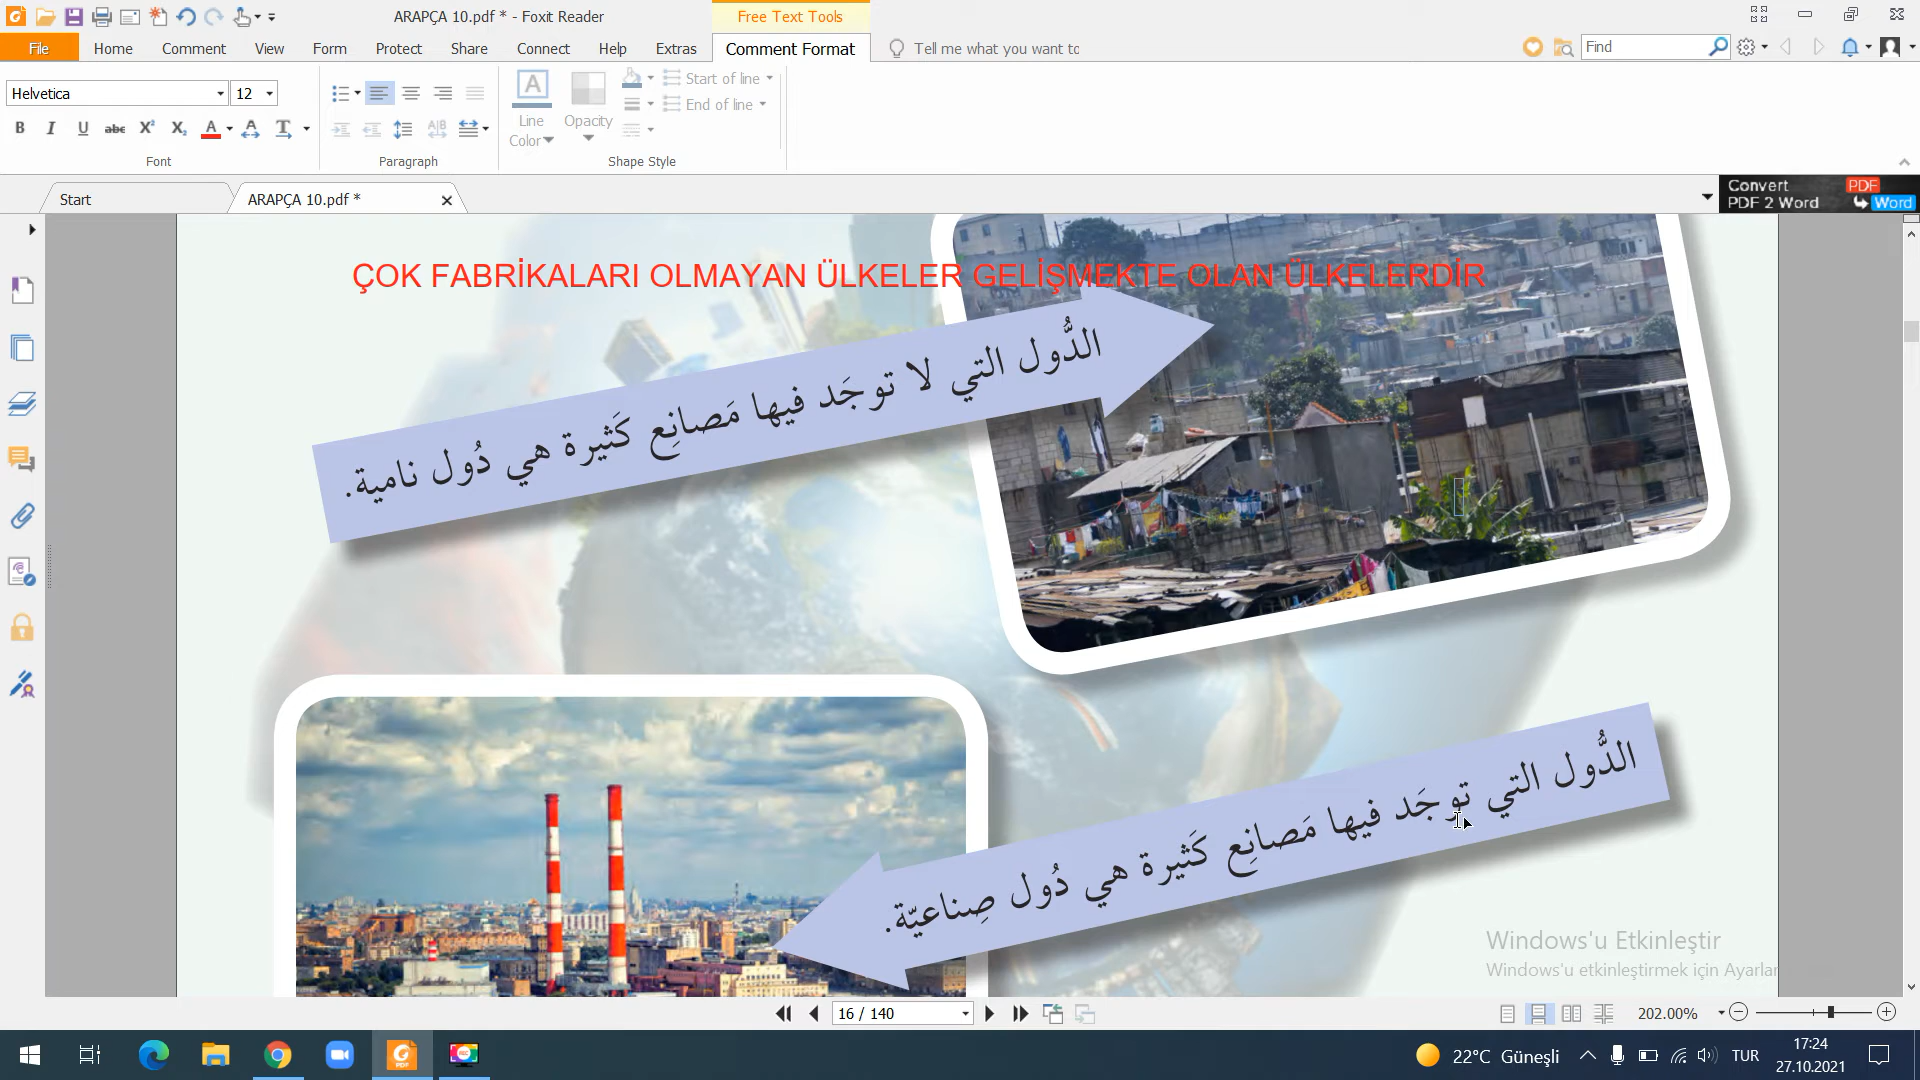 ARAPÇA 10.pdf * - Foxit Reader
Free Text Tools
File Home Comment View Form Protect Share Connect Help Extras Comment Format Tell me what you want to Find
Helvetica 12
Start of line
End of line
Line Color
Opacity
Font Paragraph Shape Style
Start ARAPÇA 10.pdf *
Convert PDF
PDF 2 Word Word
ÇOK FABRİKALARI OLMAYAN ÜLKELER GELİŞMEKTE OLAN ÜLKELERDİR
الدُّول التي لا توجَد فيها مَصانِع كَثيرة هي دُول نامية.
الدُّول التي توجَد فيها مَصانِع كَثيرة هي دُول صِناعيّة.
Windows'u Etkinleştir
Windows'u etkinleştirmek için Ayarlar
16 / 140 202.00%
22°C Güneşli TUR 17:24
27.10.2021